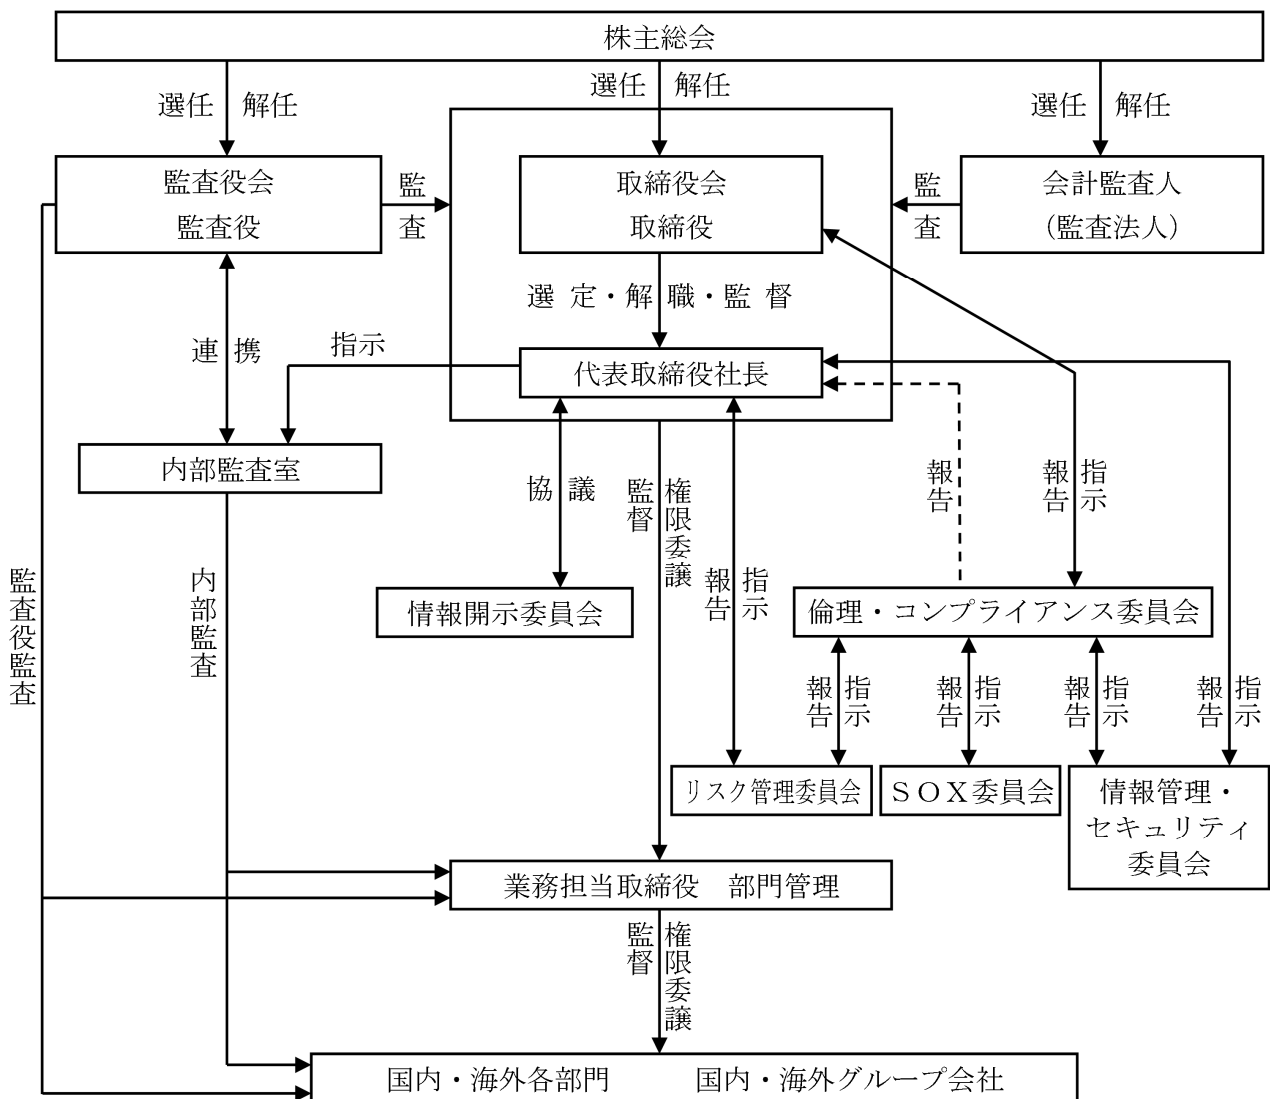 株主総会
選任 解任
選任 解任
選任 解任
監査役会
監査役
監査
取締役会
取締役
監査
会計監査人
（監査法人）
選定・解職・監督
連携
指示
代表取締役社長
内部監査室
協議
監督
権限委譲
報告
指示
報告
報告
指示
情報開示委員会
倫理・コンプライアンス委員会
監査役監査
内部監査
報告
指示
報告
指示
報告
指示
報告
指示
リスク管理委員会
ＳＯＸ委員会
情報管理・
セキュリティ
委員会
業務担当取締役　部門管理
監督
権限委譲
国内・海外各部門
国内・海外グループ会社